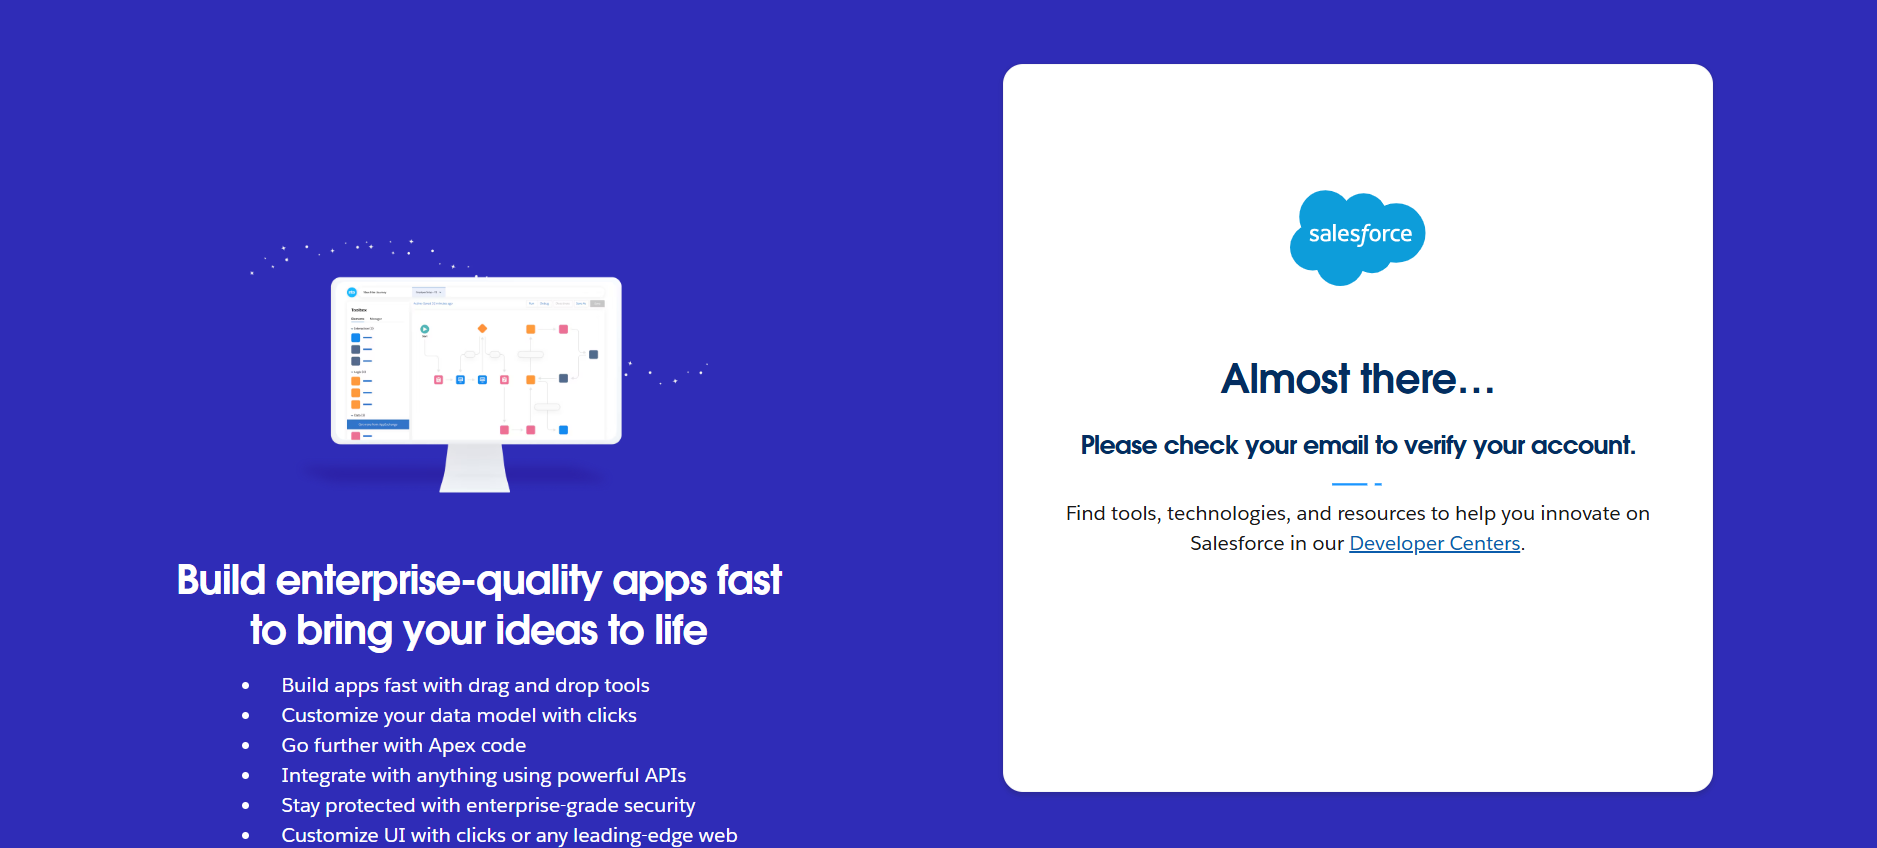 Toolbox
Build enterprise-quality apps fast
to bring your ideas to life
Build apps fast with drag and drop tools
Customize your data model with clicks
Go further with Apex code
Integrate with anything using powerful APIs
Stay protected with enterprise-grade security
Customize UI with clicks or any leading-edge web
salesforce
Almost there…
Please check your email to verify your account.
Find tools, technologies, and resources to help you innovate on
Salesforce in our Developer Centers.